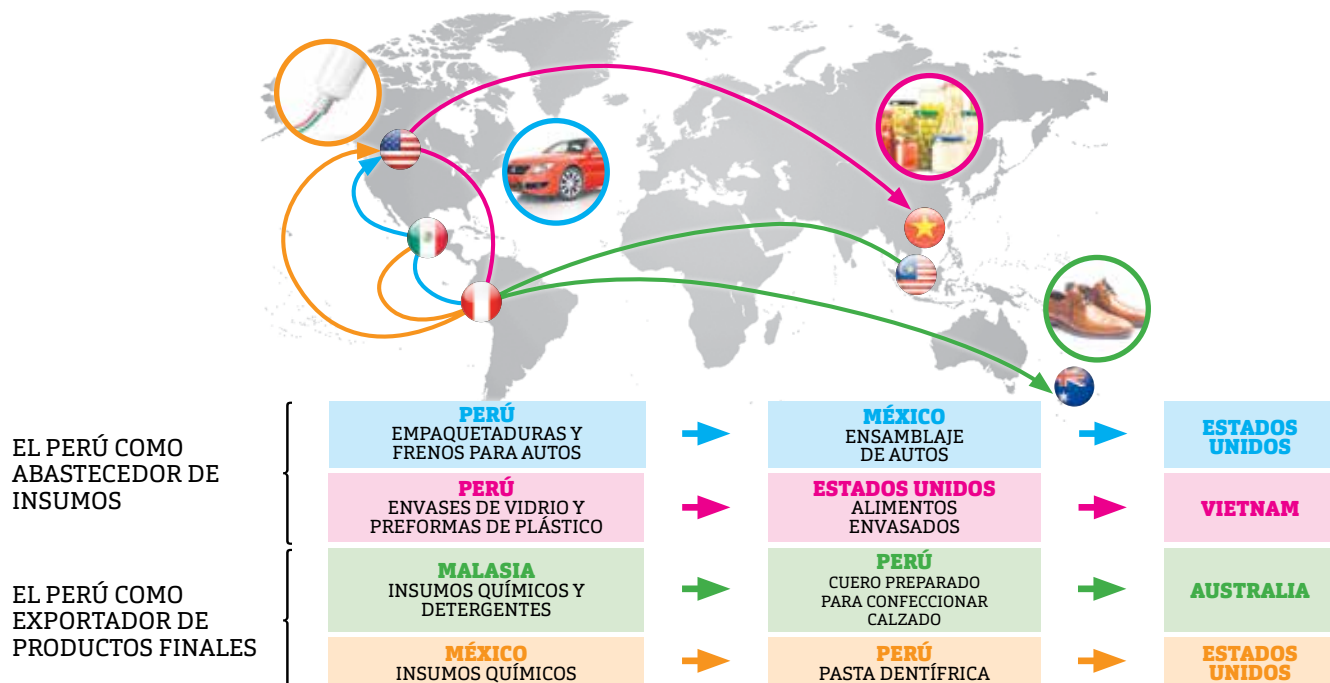 EL PERÚ COMO
ABASTECEDOR DE
INSUMOS
PERÚ
EMPAQUETADURAS Y
FRENOS PARA AUTOS
MÉXICO
ENSAMBLAJE
DE AUTOS
ESTADOS
UNIDOS
PERÚ
ENVASES DE VIDRIO Y
PREFORMAS DE PLÁSTICO
ESTADOS UNIDOS
ALIMENTOS
ENVASADOS
VIETNAM
EL PERÚ COMO
EXPORTADOR DE
PRODUCTOS FINALES
MALASIA
INSUMOS QUÍMICOS Y
DETERGENTES
PERÚ
CUERO PREPARADO
PARA CONFECCIONAR
CALZADO
AUSTRALIA
MÉXICO
INSUMOS QUÍMICOS
PERÚ
PASTA DENTÍFRICA
ESTADOS
UNIDOS